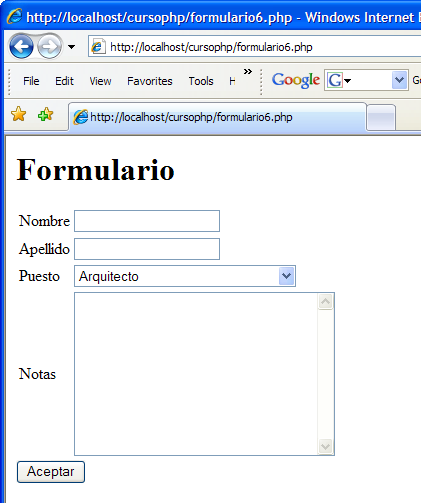 http://localhost/cursophp/formulario6.php - Windows Internet
http://localhost/cursophp/formulario6.php
File Edit View Favorites Tools » Google G
http://localhost/cursophp/formulario6.php
Formulario
Nombre
Apellido
Puesto Arquitecto
Notas
Aceptar